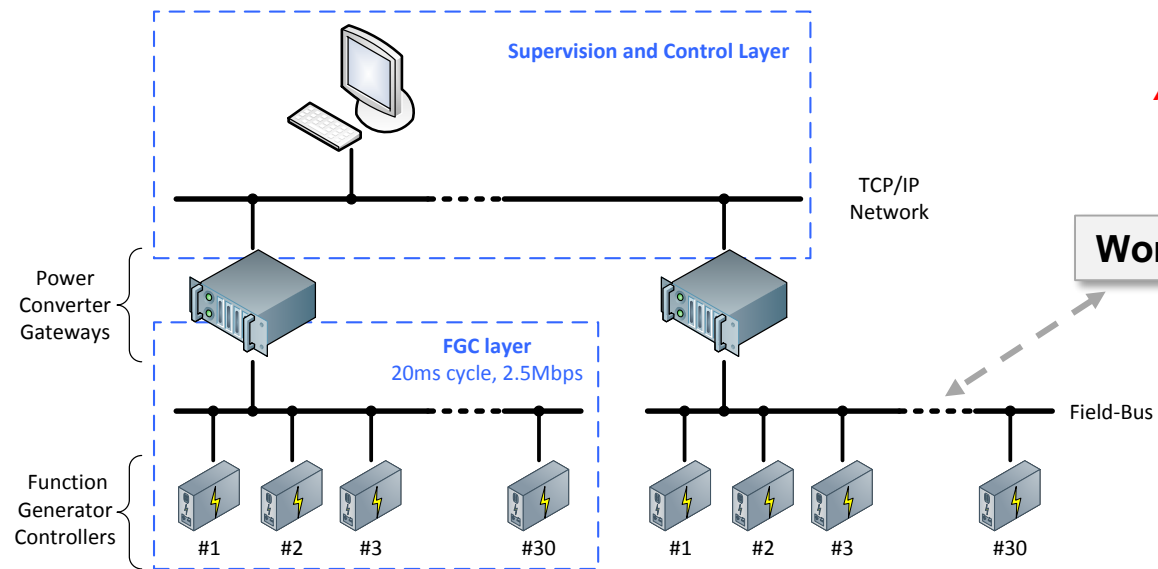 Supervision and Control Layer
TCP/IP
Network
Power
Converter
Gateways
FGC layer
20ms cycle, 2.5Mbps
Field-Bus
Function
Generator
Controllers
#1
#2
#3
#30
#1
#2
#3
#30